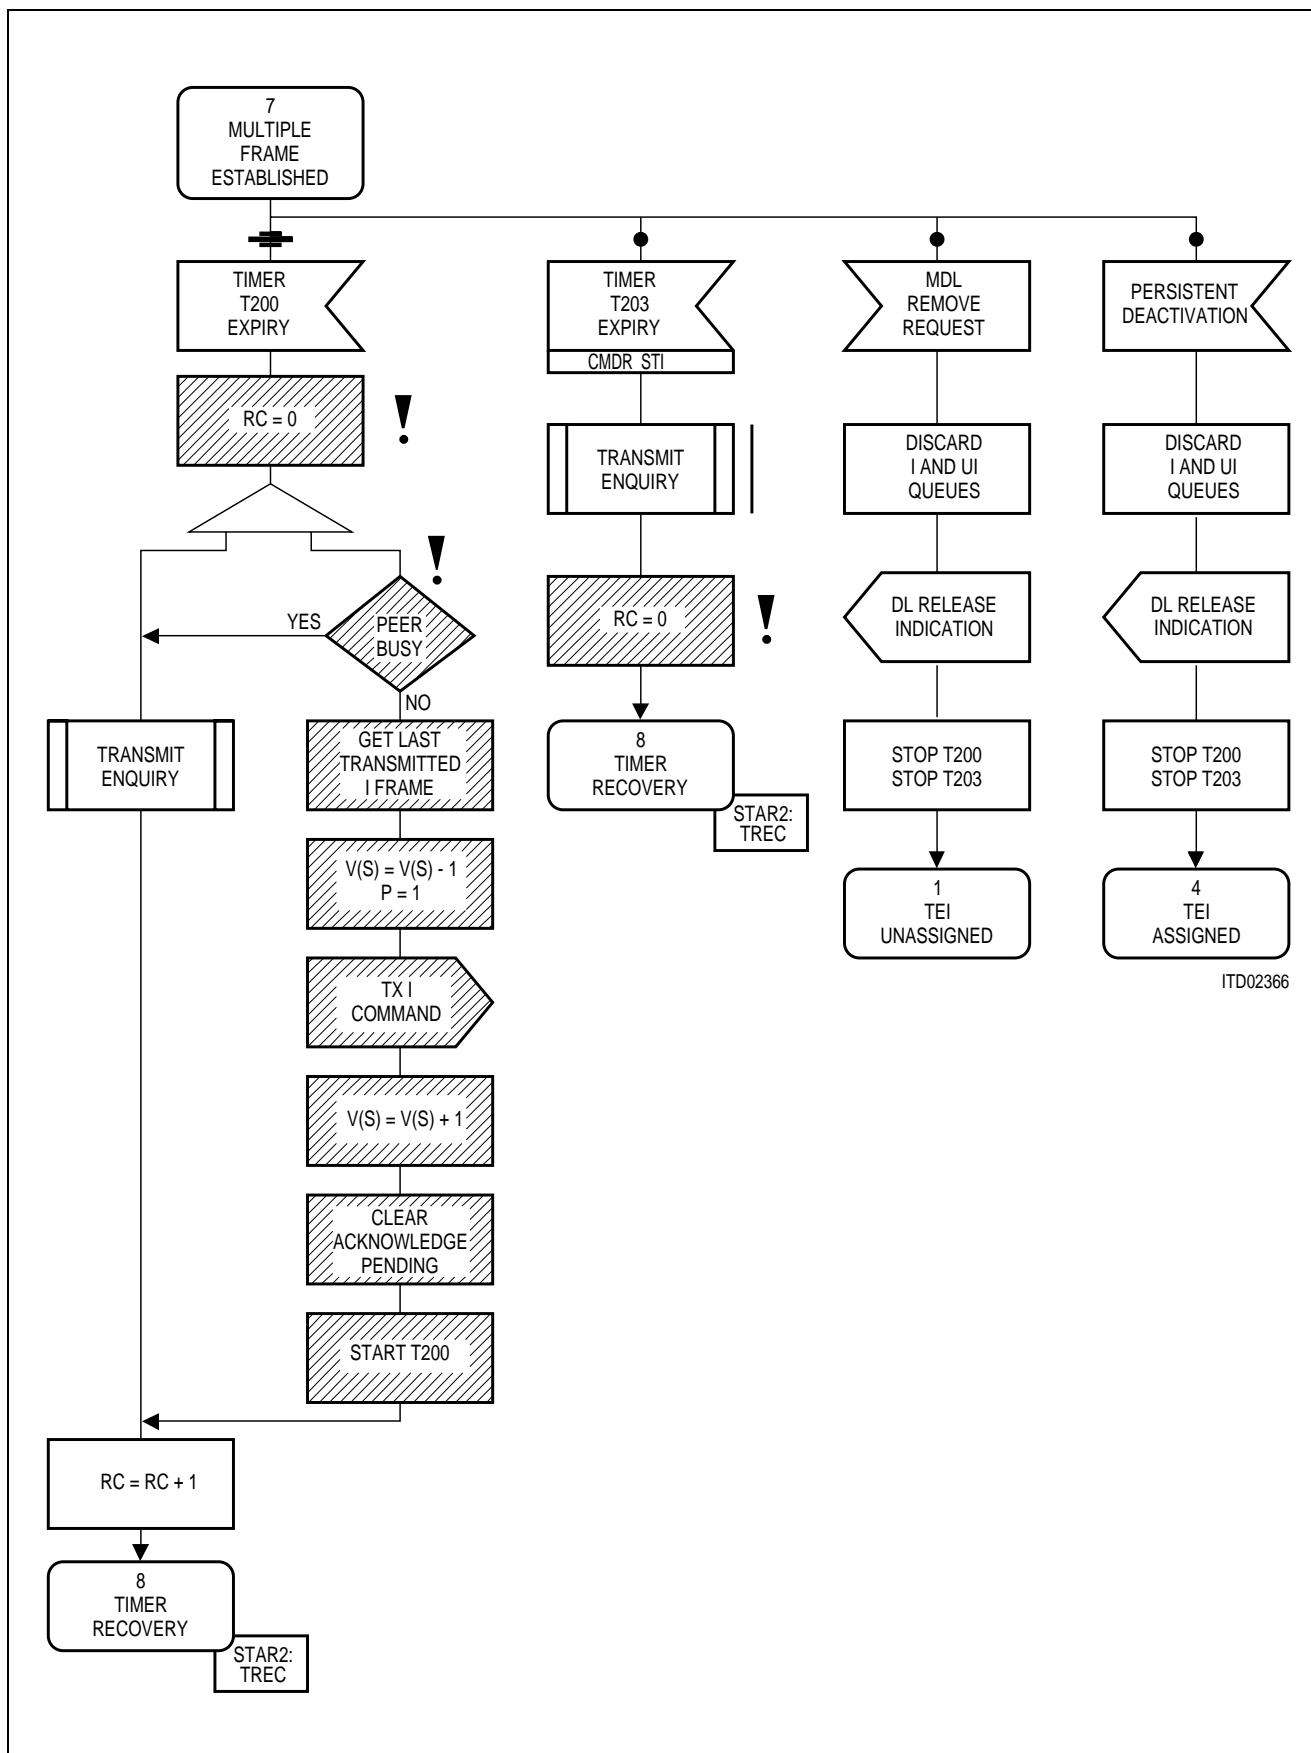 7
MULTIPLE
FRAME
ESTABLISHED
TIMER
T200
EXPIRY
TIMER
T203
EXPIRY
CMDR STI
MDL
REMOVE
REQUEST
PERSISTENT
DEACTIVATION
RC = 0
!
TRANSMIT
ENQUIRY
DISCARD
I AND UI
QUEUES
DISCARD
I AND UI
QUEUES
!
YES
PEER
BUSY
NO
RC = 0
!
DL RELEASE
INDICATION
DL RELEASE
INDICATION
TRANSMIT
ENQUIRY
GET LAST
TRANSMITTED
I FRAME
8
TIMER
RECOVERY
STAR2:
TREC
STOP T200
STOP T203
STOP T200
STOP T203
V(S) = V(S) - 1
P = 1
1
TEI
UNASSIGNED
4
TEI
ASSIGNED
ITD02366
TX I
COMMAND
V(S) = V(S) + 1
CLEAR
ACKNOWLEDGE
PENDING
START T200
RC = RC + 1
8
TIMER
RECOVERY
STAR2:
TREC